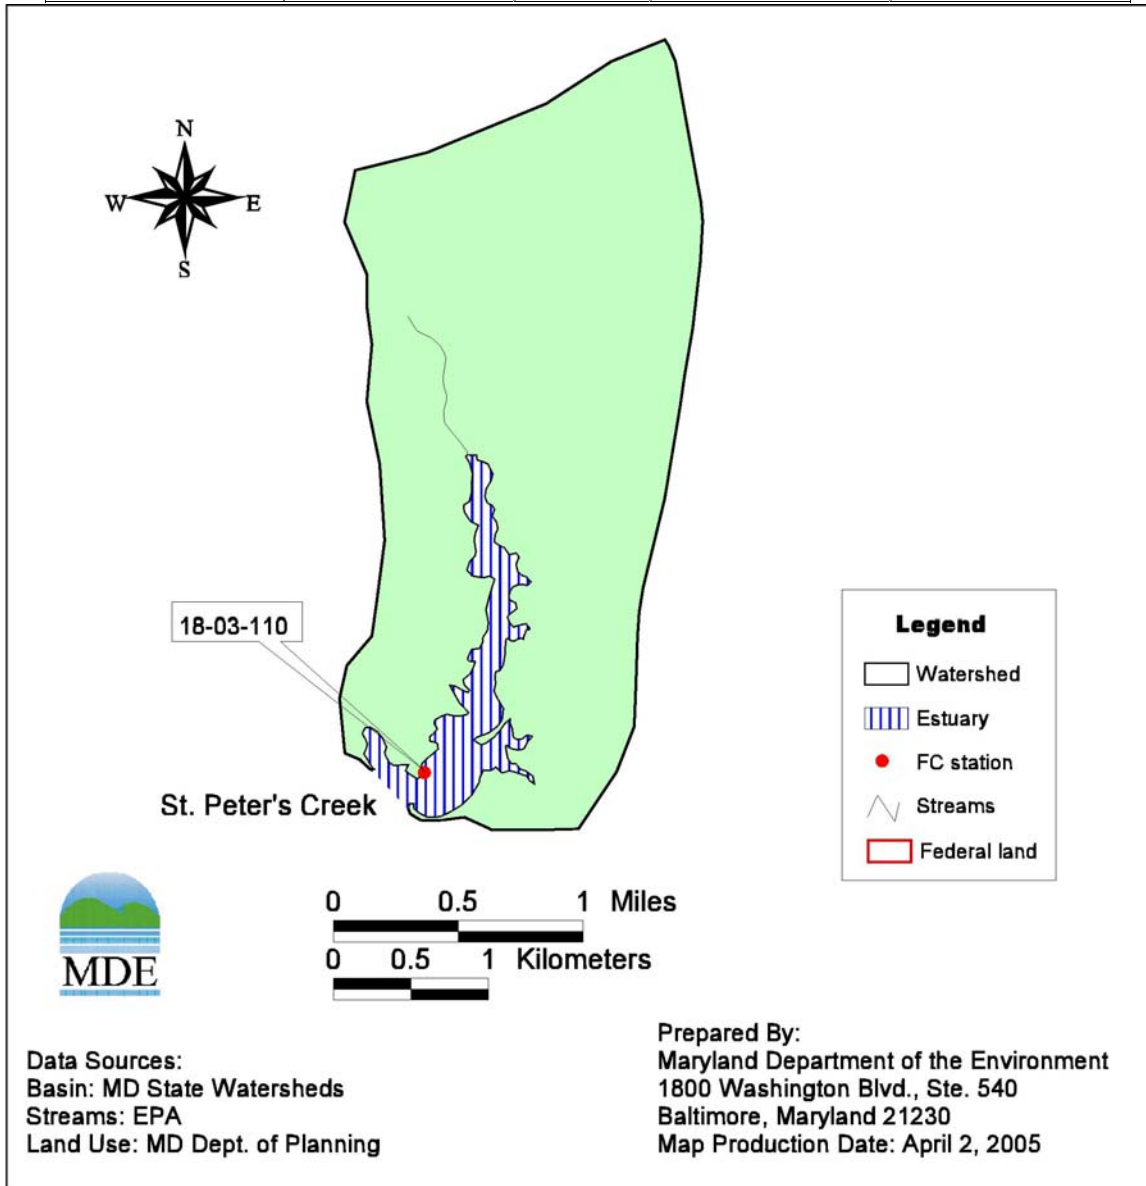 N
W E
S
18-03-110
St. Peter's Creek
Legend
Watershed
Estuary
FC station
Streams
Federal land
MDE
0 0.5 1 Miles
0 0.5 1 Kilometers
Data Sources:
Basin: MD State Watersheds
Streams: EPA
Land Use: MD Dept. of Planning
Prepared By:
Maryland Department of the Environment
1800 Washington Blvd., Ste. 540
Baltimore, Maryland 21230
Map Production Date: April 2, 2005